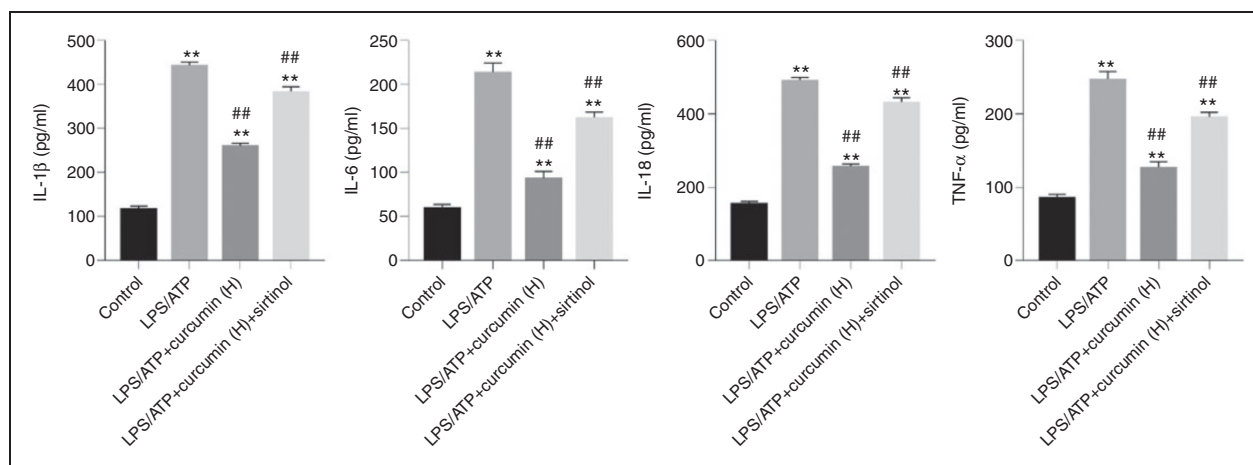 IL-1β (pg/ml)
500
400
300
200
100
0
**
##
**
##
**
Control
LPS/ATP
LPS/ATP+curcumin (H)
LPS/ATP+curcumin (H)+sirtinol
IL-6 (pg/ml)
250
200
150
100
50
0
**
##
**
##
**
Control
LPS/ATP
LPS/ATP+curcumin (H)
LPS/ATP+curcumin (H)+sirtinol
IL-18 (pg/ml)
600
400
200
0
**
##
**
##
**
Control
LPS/ATP
LPS/ATP+curcumin (H)
LPS/ATP+curcumin (H)+sirtinol
TNF-α (pg/ml)
300
200
100
0
**
##
**
##
**
Control
LPS/ATP
LPS/ATP+curcumin (H)
LPS/ATP+curcumin (H)+sirtinol